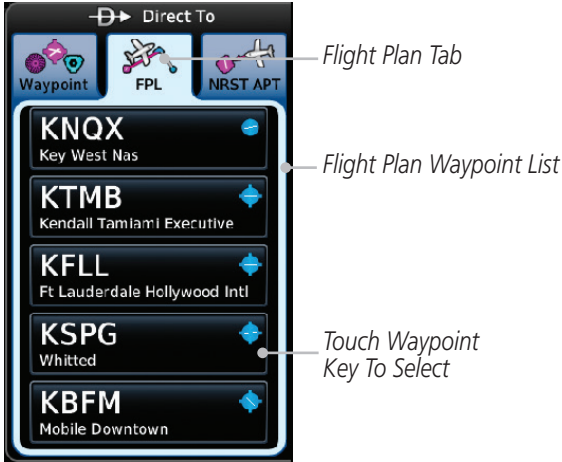 Direct To
Waypoint
FPL
NRST APT
Flight Plan Tab
KNQX
Key West Nas
Flight Plan Waypoint List
KTMB
Kendall Tamiami Executive
KFLL
Ft Lauderdale Hollywood Intl
KSPG
Whitted
Touch Waypoint
Key To Select
KBFM
Mobile Downtown